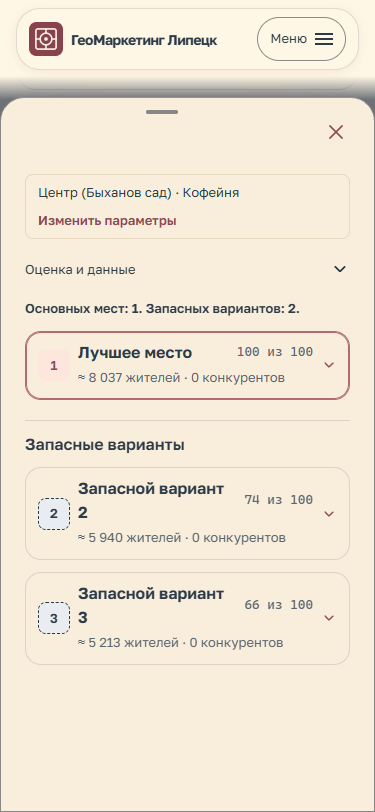 ГеоМаркетинг Липецк
Меню
Центр (Быханов сад) · Кофейня
Изменить параметры
Оценка и данные
Основных мест: 1. Запасных вариантов: 2.
1
Лучшее место
100 из 100
≈ 8 037 жителей · 0 конкурентов
Запасные варианты
2
Запасной вариант
2
74 из 100
≈ 5 940 жителей · 0 конкурентов
3
Запасной вариант
3
66 из 100
≈ 5 213 жителей · 0 конкурентов